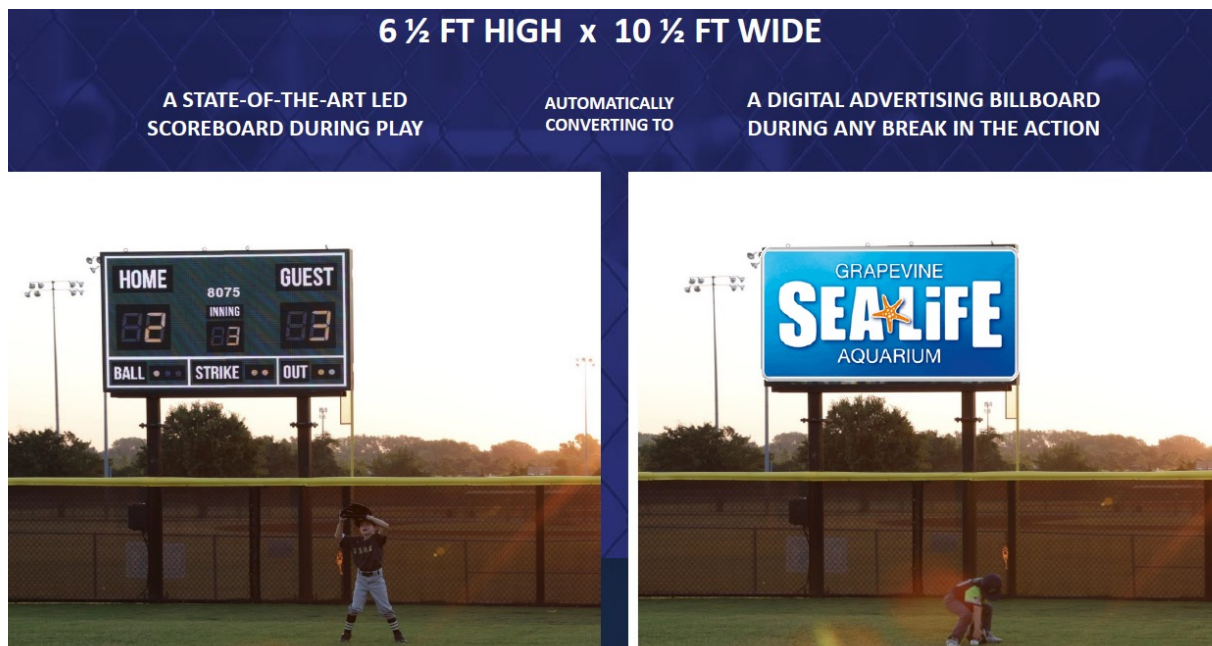 6 ½ FT HIGH x 10 ½ FT WIDE
A STATE-OF-THE-ART LED
SCOREBOARD DURING PLAY
AUTOMATICALLY
CONVERTING TO
A DIGITAL ADVERTISING BILLBOARD
DURING ANY BREAK IN THE ACTION
HOME
GUEST
8075
INNING
2
3
3
BALL
STRIKE
OUT
GRAPEVINE
SEA LiFE
AQUARIUM